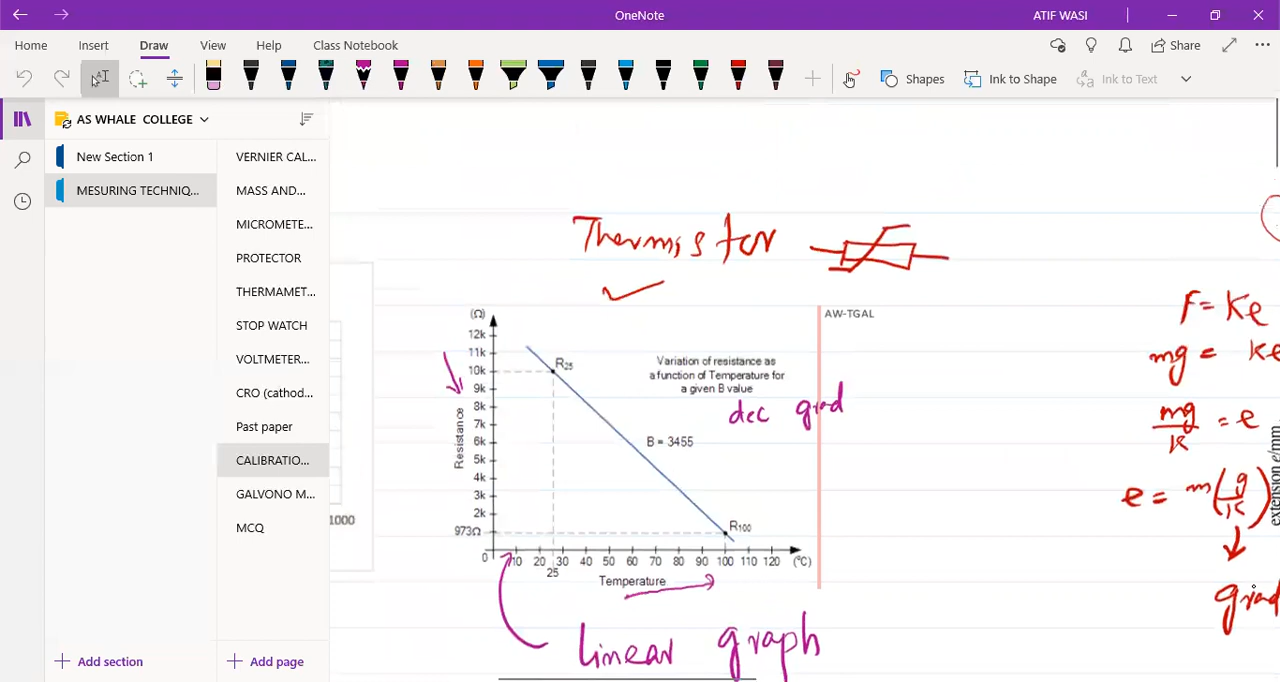 OneNote
ATIF WASI
Home Insert Draw View Help Class Notebook
Share
Shapes
Ink to Shape
Ink to Text
AS WHALE COLLEGE
New Section 1
MESURING TECHNIQ...
VERNIER CAL...
MASS AND...
MICROMETE...
PROTECTOR
THERMAMET...
STOP WATCH
VOLTMETER...
CRO (cathod...
Past paper
CALIBRATIO...
GALVONO M...
MCQ
Add section
Add page
1000
Thermistor
AW-TGAL
(Ω)
12k
11k
10k
9k
8k
7k
6k
5k
4k
3k
2k
973Ω
0
Resistance
R25
Variation of resistance as
a function of Temperature for
a given B value
dec grad
B = 3455
R100
10 20 30 40 50 60 70 80 90 100 110 120 (°C)
25
Temperature
linear graph
F = Ke
mg = ke
mg/k = e
e = m(g/k)
grad
extension e/mm